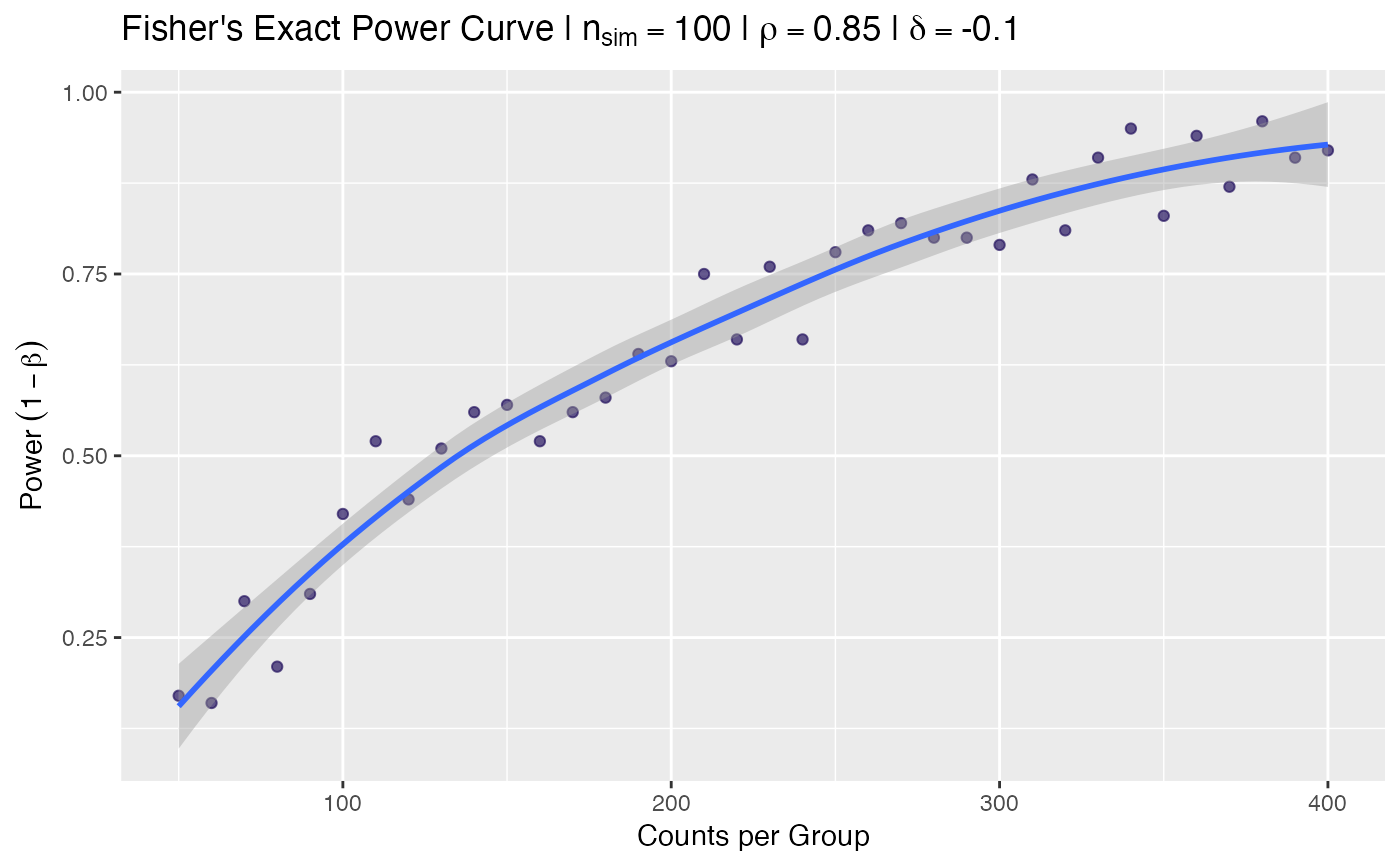 Fisher's Exact Power Curve | nsim = 100 | ρ = 0.85 | δ = -0.1
1.00
0.75
0.50
0.25
Power (1 − β)
100 200 300 400
Counts per Group